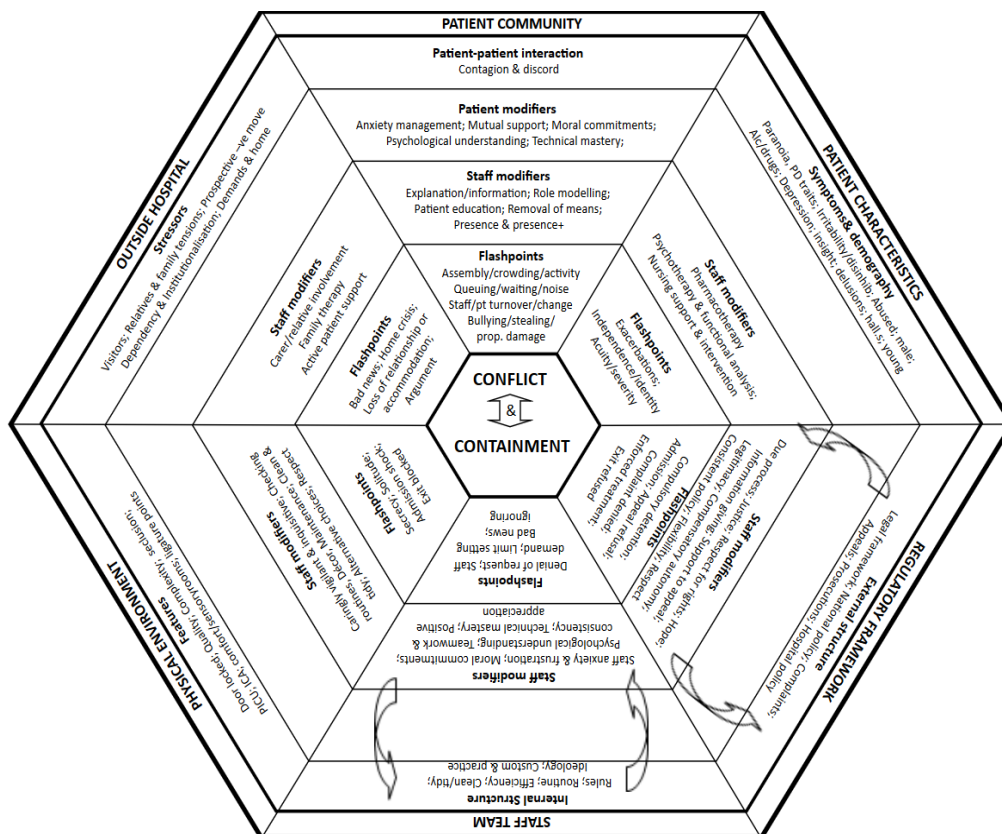 PATIENT COMMUNITY
Patient-patient interaction
Contagion & discord
Patient modifiers
Anxiety management; Mutual support; Moral commitments;
Psychological understanding; Technical mastery;
Staff modifiers
Explanation/information; Role modelling;
Patient education; Removal of means;
Presence & presence+
Flashpoints
Assembly/crowding/activity
Queuing/waiting/noise
Staff/pt turnover/change
Bullying/stealing/
prop. damage
PATIENT CHARACTERISTICS
Symptoms& demography
Paranoia, PD traits; Irritability/disinhib; Abused; male;
Alc/drugs; Depression; insight; delusions; hall.s; young
Staff modifiers
Pharmacotherapy
Psychotherapy & functional analysis;
Nursing support & intervention
Flashpoints
Exacerbations;
Independence/identity
Acuity/severity
REGULATORY FRAMEWORK
External structure
Legal framework; National policy; Complaints;
Appeals; Prosecutions; Hospital policy
Staff modifiers
Due process; Justice; Respect for rights; Hope;
Information giving; Support to appeal;
Legitimacy; Compensatory autonomy;
Consistent policy; Flexibility; Respect
Flashpoints
Compulsory detention;
Admission; Appeal refusal;
Complaint denied;
Enforced treatment;
Exit refused
STAFF TEAM
Internal Structure
Rules; Routine; Efficiency; Clean/tidy;
Ideology; Custom & practice
Staff modifiers
Staff anxiety & frustration; Moral commitments;
Psychological understanding; Teamwork &
consistency; Technical mastery; Positive
appreciation
Flashpoints
Denial of request; Staff
demand; Limit setting
Bad news;
ignoring
PHYSICAL ENVIRONMENT
Features
Door locked; Quality; Complexity; seclusion;
PICU; ICA; comfort/sensoryrooms; ligature points
Staff modifiers
Caringly vigilant & inquisitive; Checking
routines, Décor, Maintenance; Clean &
tidy; Alternative choices; Respect
Flashpoints
Secrecy; Solitude;
Admission shock;
Exit blocked
OUTSIDE HOSPITAL
Stressors
Visitors; Relatives & family tensions; Prospective –ve move
Dependency & Institutionalisation; Demands & home
Staff modifiers
Carer/relative involvement
Family therapy
Active patient support
Flashpoints
Bad news; Home crisis;
Loss of relationship or
accommodation;
Argument
CONFLICT
&
CONTAINMENT